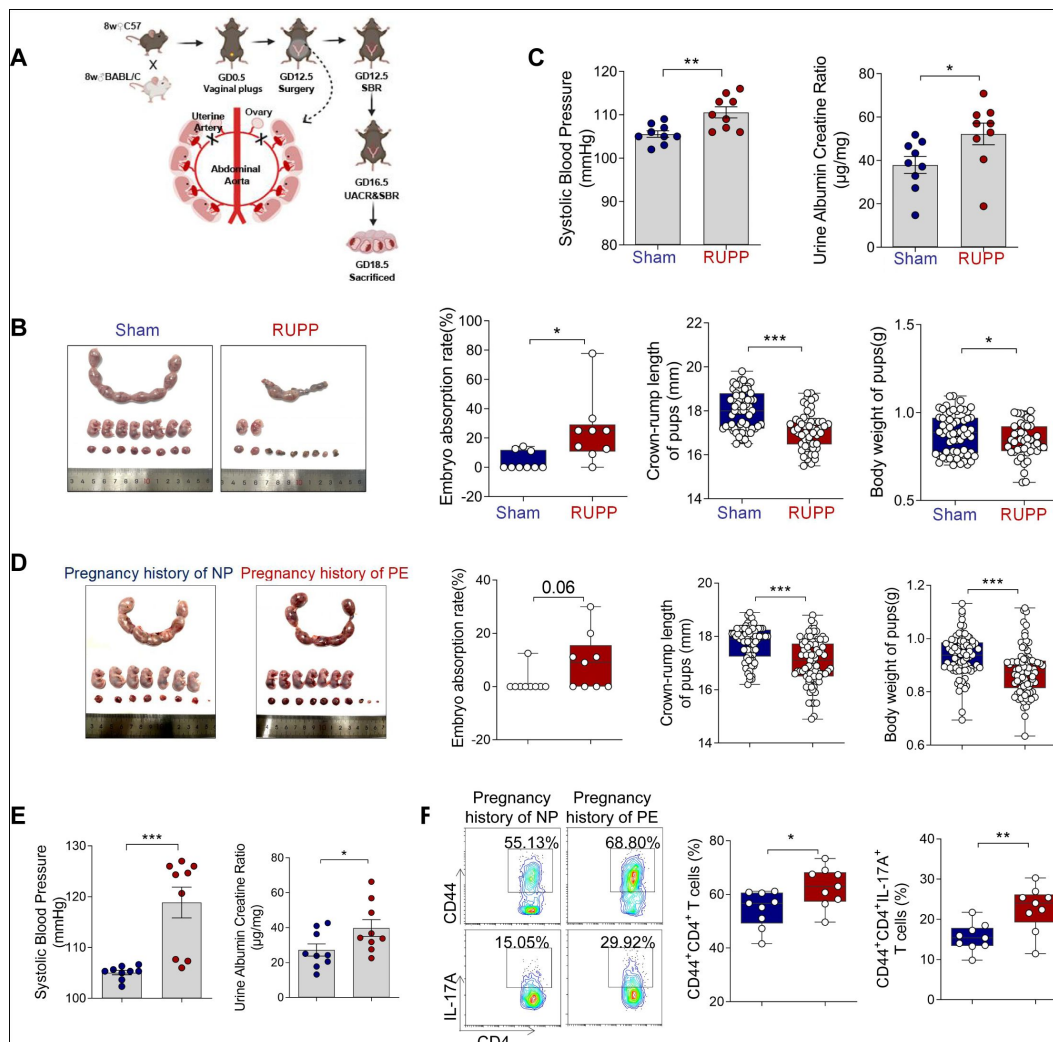 A
8w♀C57
X
8w♂BABL/C
GD0.5
Vaginal plugs
GD12.5
Surgery
GD12.5
SBR
Uterine
Artery
Ovary
Abdominal
Aorta
GD16.5
UACR&SBR
GD18.5
Sacrificed
C
Systolic Blood Pressure
(mmHg)
120
110
100
90
80
**
Sham
RUPP
Urine Albumin Creatine Ratio
(μg/mg)
80
60
40
20
0
*
Sham
RUPP
B
Sham
RUPP
Embryo absorption rate(%)
100
80
60
40
20
0
-20
*
Sham
RUPP
Crown-rump length
of pups (mm)
22
20
18
16
14
***
Sham
RUPP
Body weight of pups(g)
1.5
1.0
0.5
*
Sham
RUPP
D
Pregnancy history of NP
Pregnancy history of PE
Embryo absorption rate(%)
40
20
0
-20
0.06
Crown-rump length
of pups (mm)
20
18
16
14
***
Body weight of pups(g)
1.2
1.0
0.8
0.6
***
E
Systolic Blood Pressure
(mmHg)
130
120
110
100
***
Urine Albumin Creatine Ratio
(μg/mg)
100
80
60
40
20
0
*
Pregnancy
history of NP
Pregnancy
history of PE
55.13%
68.80%
CD44
15.05%
29.92%
IL-17A
CD4
CD44⁺CD4⁺ T cells (%)
80
60
40
20
*
CD44⁺CD4⁺IL-17A⁺
T cells (%)
40
30
20
10
0
**